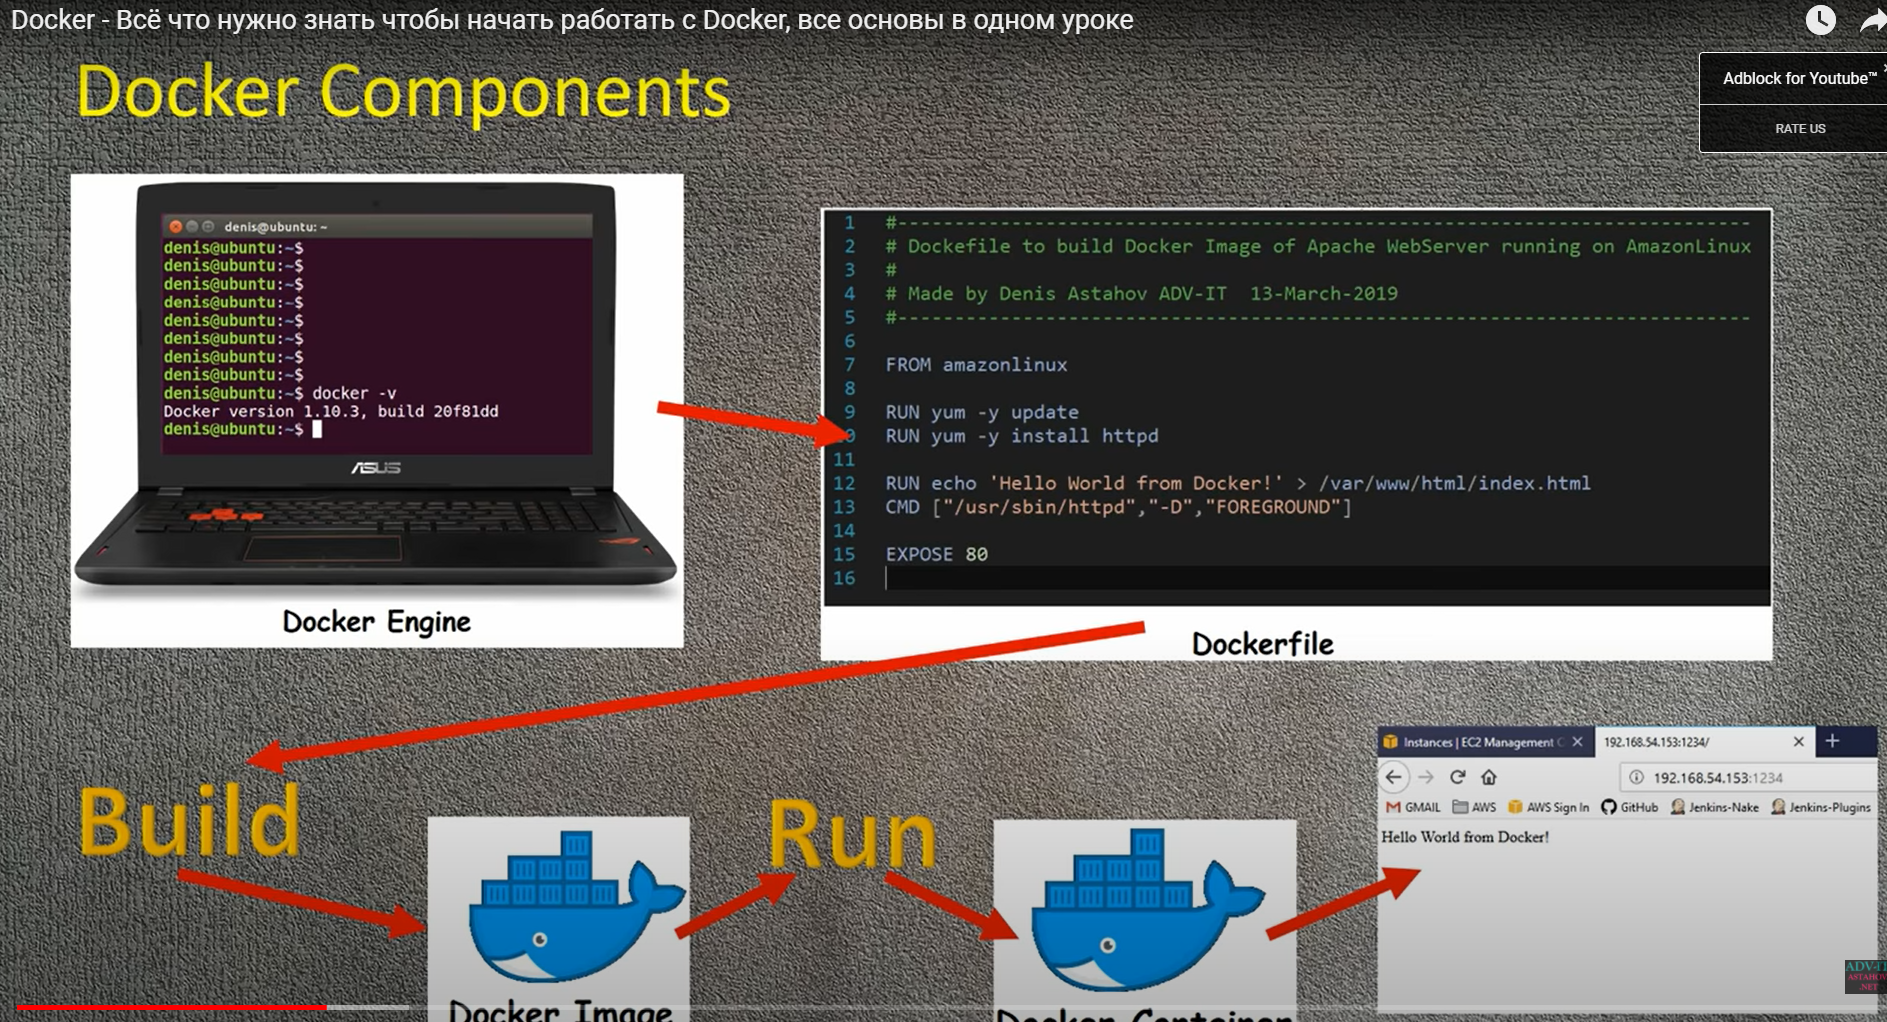 Docker - Всё что нужно знать чтобы начать работать с Docker, все основы в одном уроке
Adblock for Youtube™
RATE US
Docker Components
denis@ubuntu: ~
denis@ubuntu:~$
denis@ubuntu:~$
denis@ubuntu:~$
denis@ubuntu:~$
denis@ubuntu:~$
denis@ubuntu:~$
denis@ubuntu:~$
denis@ubuntu:~$
denis@ubuntu:~$ docker -v
Docker version 1.10.3, build 20f81dd
denis@ubuntu:~$
ASUS
Docker Engine
1 #---------------------------------------------------------------------------
2 # Dockefile to build Docker Image of Apache WebServer running on AmazonLinux
3 #
4 # Made by Denis Astahov ADV-IT 13-March-2019
5 #---------------------------------------------------------------------------
6
7 FROM amazonlinux
8
9 RUN yum -y update
RUN yum -y install httpd
11
12 RUN echo 'Hello World from Docker!' > /var/www/html/index.html
13 CMD ["/usr/sbin/httpd","-D","FOREGROUND"]
14
15 EXPOSE 80
16
Dockerfile
Build
Docker Image
Run
Docker Container
Instances | EC2 Management C
192.168.54.153:1234/
192.168.54.153:1234
GMAIL AWS AWS Sign In GitHub Jenkins-Nake Jenkins-Plugins
Hello World from Docker!
ADV-IT
ASTAHOV
.NET